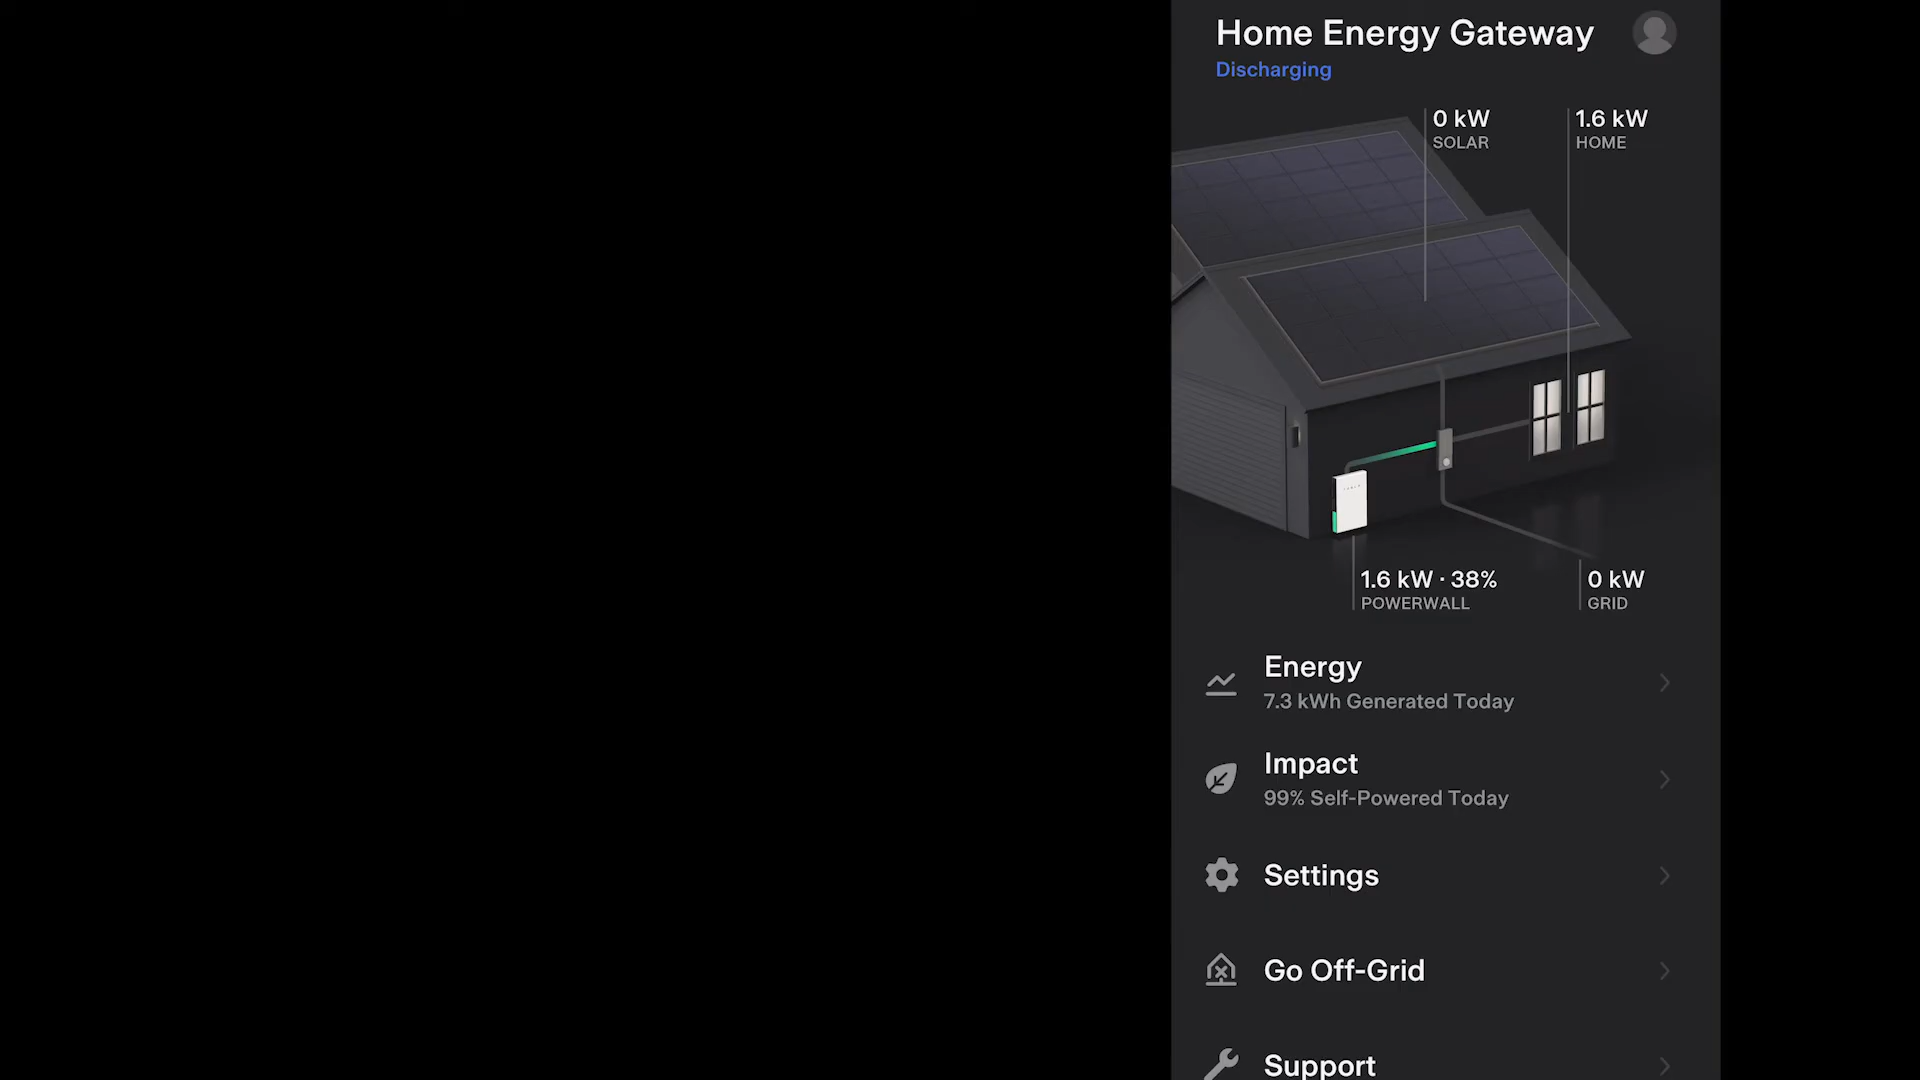 Home Energy Gateway
Discharging
0 kW
SOLAR
1.6 kW
HOME
1.6 kW · 38%
POWERWALL
0 kW
GRID
Energy
7.3 kWh Generated Today
Impact
99% Self-Powered Today
Settings
Go Off-Grid
Support